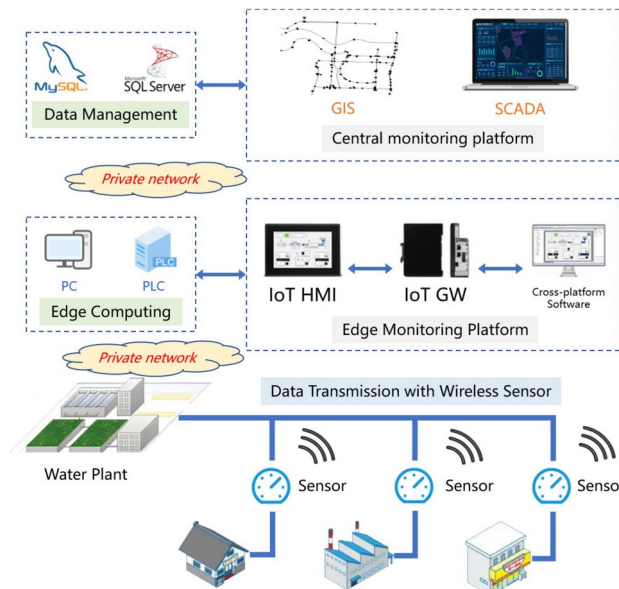 MySQL®
Microsoft®
SQL Server
Data Management
GIS
SCADA
Central monitoring platform
Private network
PLC
PC
PLC
Edge Computing
IoT HMI
IoT GW
Cross-platform
Software
Edge Monitoring Platform
Private network
Data Transmission with Wireless Sensor
Water Plant
Sensor
Sensor
Sensor